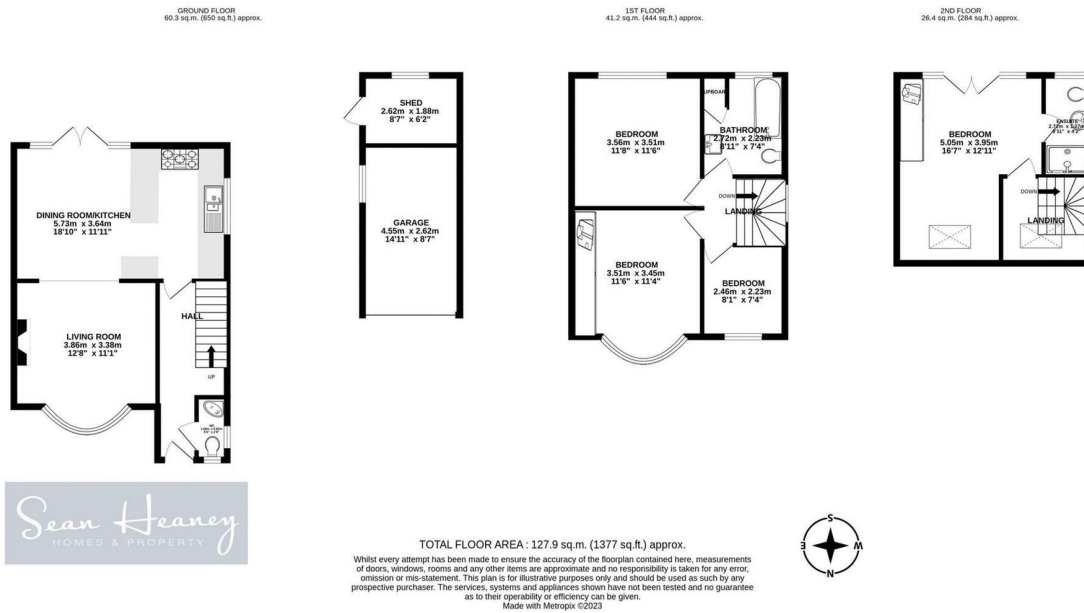 GROUND FLOOR
60.3 sq.m. (650 sq.ft.) approx.
1ST FLOOR
41.2 sq.m. (444 sq.ft.) approx.
2ND FLOOR
26.4 sq.m. (284 sq.ft.) approx.
DINING ROOM/KITCHEN
5.73m x 3.64m
18'10" x 11'11"
LIVING ROOM
3.86m x 3.38m
12'8" x 11'1"
HALL
UP
WC
SHED
2.62m x 1.88m
8'7" x 6'2"
GARAGE
4.55m x 2.62m
14'11" x 8'7"
BEDROOM
3.56m x 3.51m
11'8" x 11'6"
UPBOAR
BATHROOM
2.72m x 2.23m
8'11" x 7'4"
DOWN
LANDING
BEDROOM
3.51m x 3.45m
11'6" x 11'4"
BEDROOM
2.46m x 2.23m
8'1" x 7'4"
BEDROOM
5.05m x 3.95m
16'7" x 12'11"
ENSUITE
2.72m x 1.27m
8'11" x 4'2"
DOWN
LANDING
Sean Heaney
HOMES & PROPERTY
TOTAL FLOOR AREA : 127.9 sq.m. (1377 sq.ft.) approx.
Whilst every attempt has been made to ensure the accuracy of the floorplan contained here, measurements
of doors, windows, rooms and any other items are approximate and no responsibility is taken for any error,
omission or mis-statement. This plan is for illustrative purposes only and should be used as such by any
prospective purchaser. The services, systems and appliances shown have not been tested and no guarantee
as to their operability or efficiency can be given.
Made with Metropix ©2023
S
E
W
N